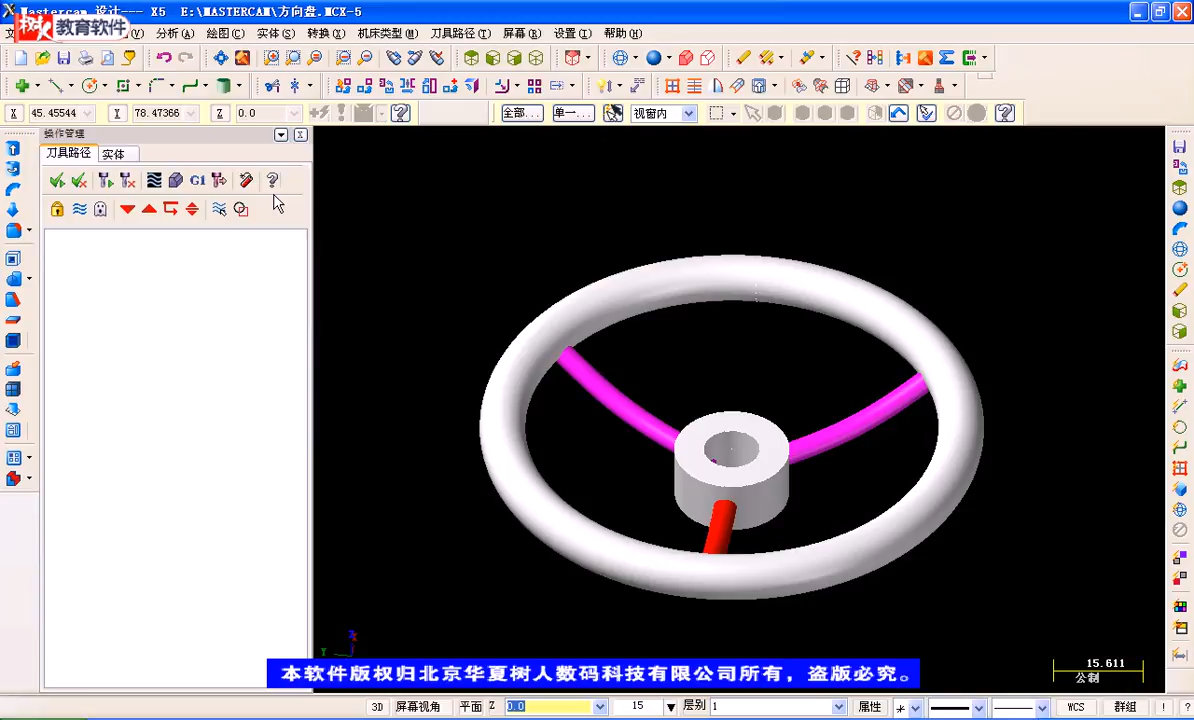 Mastercam 设计--- X5 E:\MASTERCAM\方向盘.MCX-5
树人教育软件
(V) 分析(A) 绘图(C) 实体(S) 转换(X) 机床类型(M) 刀具路径(T) 屏幕(R) 设置(I) 帮助(H)
X 45.45544 Y 78.47366 Z 0.0 全部... 单一... 视窗内
操作管理
刀具路径 实体
G1
15.611
公制
本软件版权归北京华夏树人数码科技有限公司所有，盗版必究。
3D 屏幕视角 平面 Z 0.0 15 层别 1 属性 WCS 群组 ! ?